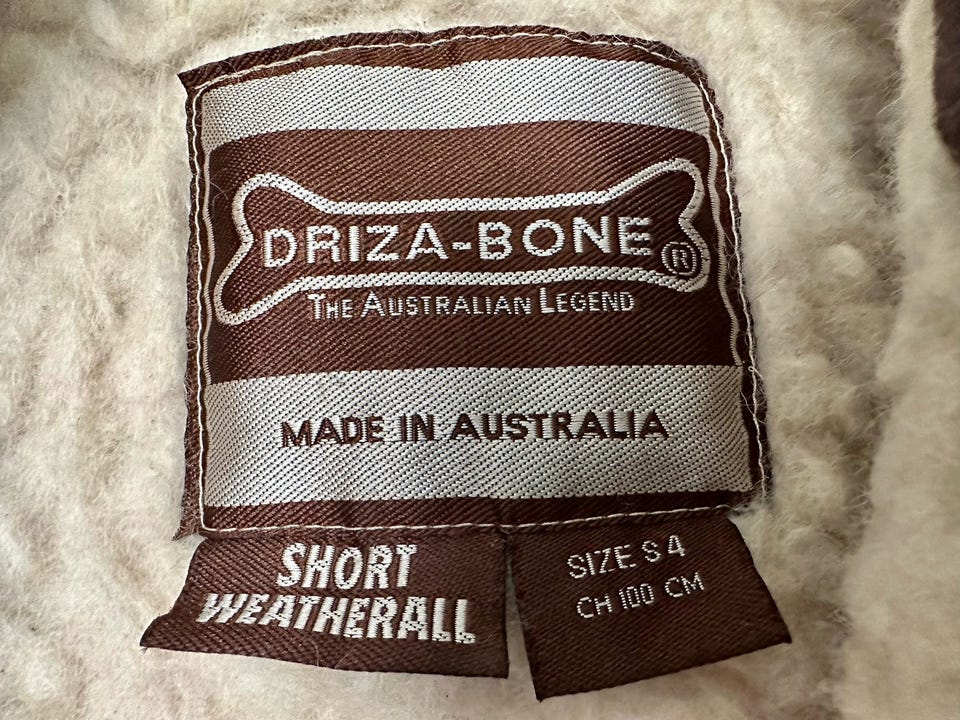 DRIZA-BONE ®
THE AUSTRALIAN LEGEND
MADE IN AUSTRALIA
SHORT
WEATHERALL
SIZE S 4
CH 100 CM